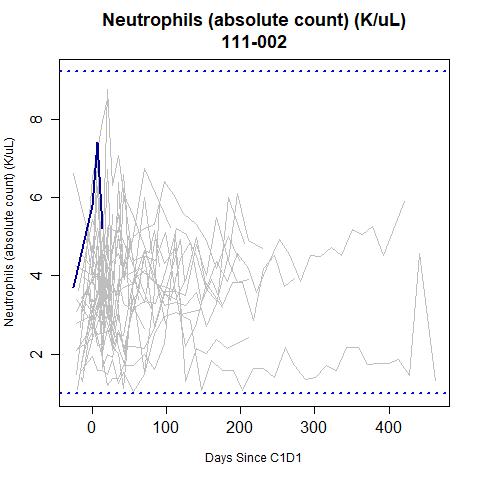 Neutrophils (absolute count) (K/uL)
111-002
Neutrophils (absolute count) (K/uL)
8
6
4
2
0 100 200 300 400
Days Since C1D1